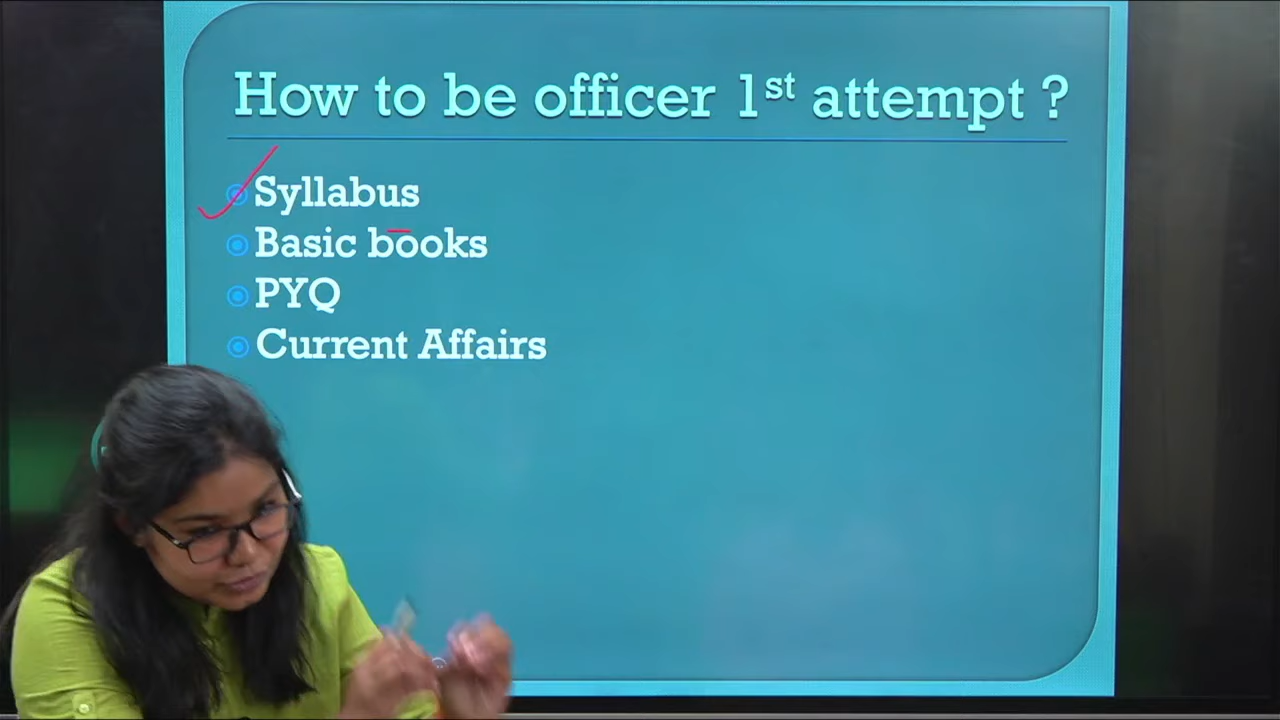 How to be officer 1st attempt ?
Syllabus
Basic books
PYQ
Current Affairs